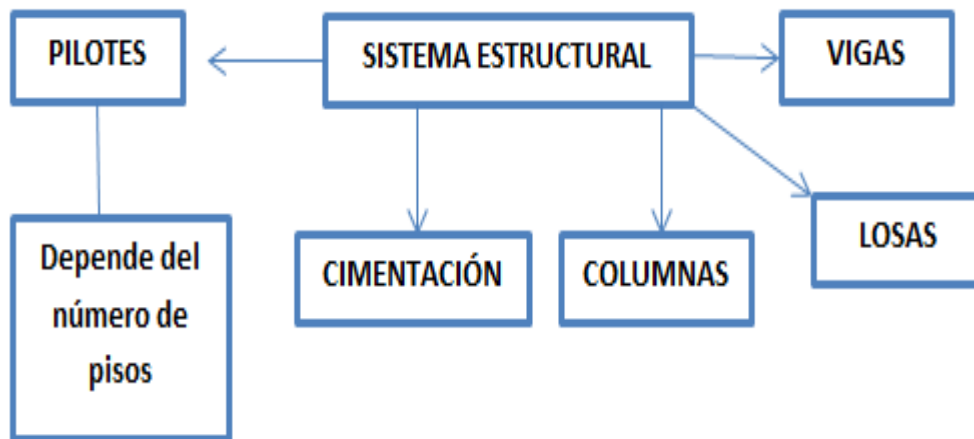 PILOTES
SISTEMA ESTRUCTURAL
VIGAS
Depende del
número de
pisos
CIMENTACIÓN
COLUMNAS
LOSAS